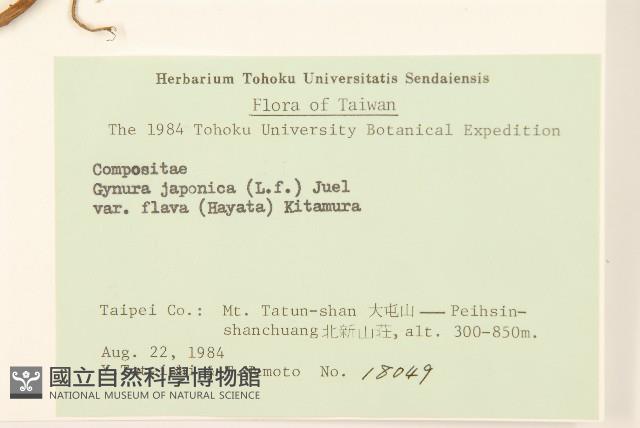 Herbarium Tohoku Universitatis Sendaiensis
Flora of Taiwan
The 1984 Tohoku University Botanical Expedition
Compositae
Gynura japonica (L.f.) Juel
var. flava (Hayata) Kitamura
Taipei Co.: Mt. Tatun-shan 大屯山 — Peihsin-
shanchuang 北新山荘, alt. 300-850m.
Aug. 22, 1984
No. 18049
國立自然科學博物館
NATIONAL MUSEUM OF NATURAL SCIENCE